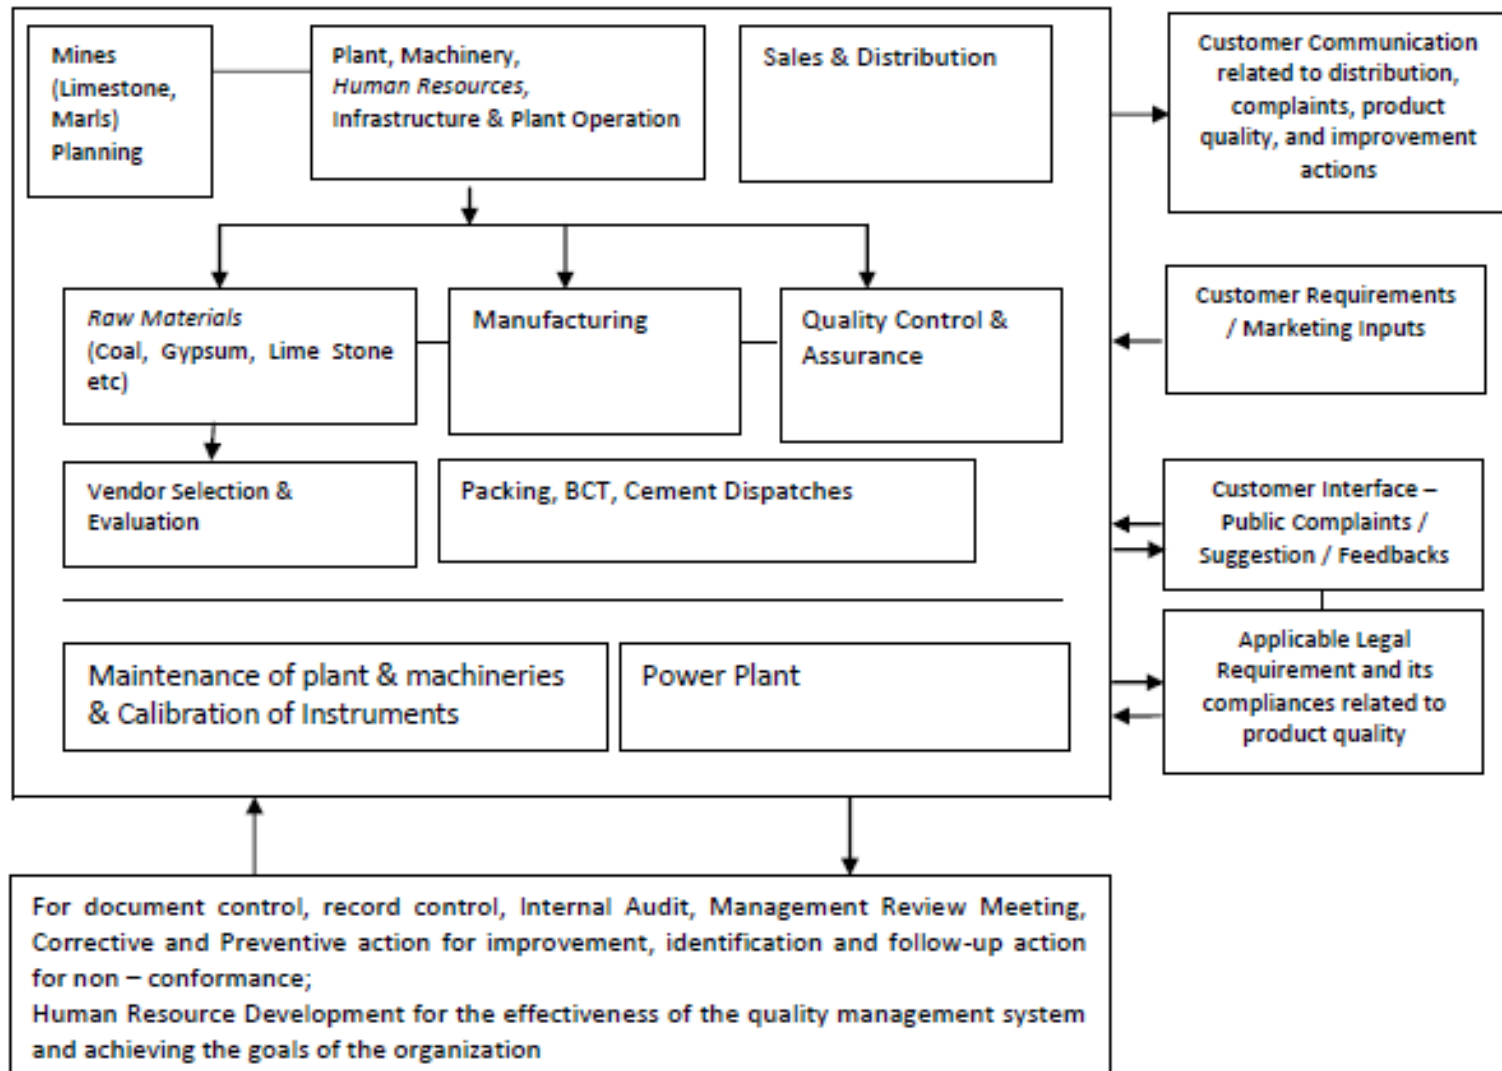 Mines
(Limestone,
Marls)
Planning
Plant, Machinery,
Human Resources,
Infrastructure & Plant Operation
Sales & Distribution
Customer Communication
related to distribution,
complaints, product
quality, and improvement
actions
Raw Materials
(Coal, Gypsum, Lime Stone
etc)
Manufacturing
Quality Control &
Assurance
Customer Requirements
/ Marketing Inputs
Vendor Selection &
Evaluation
Packing, BCT, Cement Dispatches
Customer Interface –
Public Complaints /
Suggestion / Feedbacks
Maintenance of plant & machineries
& Calibration of Instruments
Power Plant
Applicable Legal
Requirement and its
compliances related to
product quality
For document control, record control, Internal Audit, Management Review Meeting,
Corrective and Preventive action for improvement, identification and follow-up action
for non – conformance;
Human Resource Development for the effectiveness of the quality management system
and achieving the goals of the organization